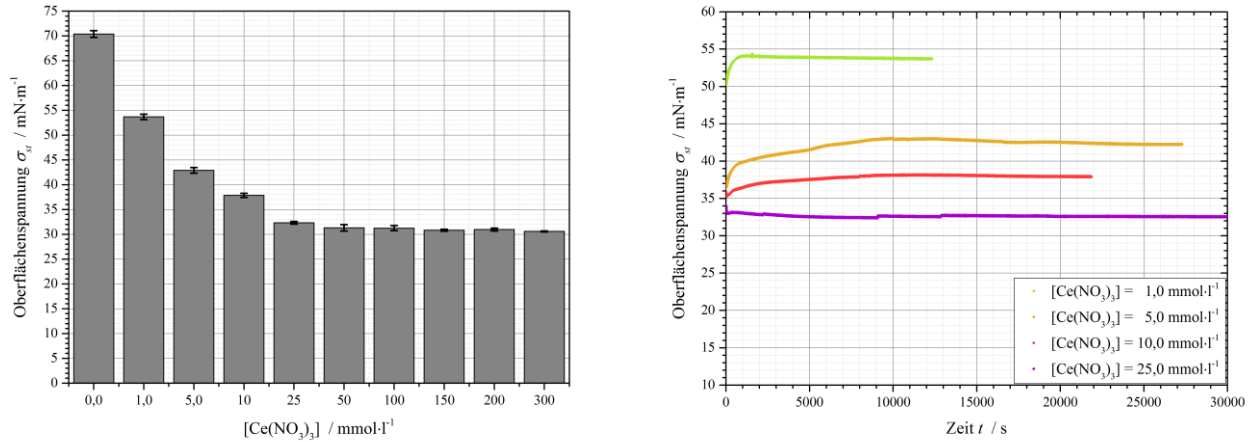 Oberflächenspannung σst / mN·m-1
75
70
65
60
55
50
45
40
35
30
25
20
15
10
5
0
0,0 1,0 5,0 10 25 50 100 150 200 300
[Ce(NO3)3] / mmol·l-1
Oberflächenspannung σst / mN·m-1
60
55
50
45
40
35
30
25
20
15
10
[Ce(NO3)3] = 1,0 mmol·l-1
[Ce(NO3)3] = 5,0 mmol·l-1
[Ce(NO3)3] = 10,0 mmol·l-1
[Ce(NO3)3] = 25,0 mmol·l-1
0 5000 10000 15000 20000 25000 30000
Zeit t / s